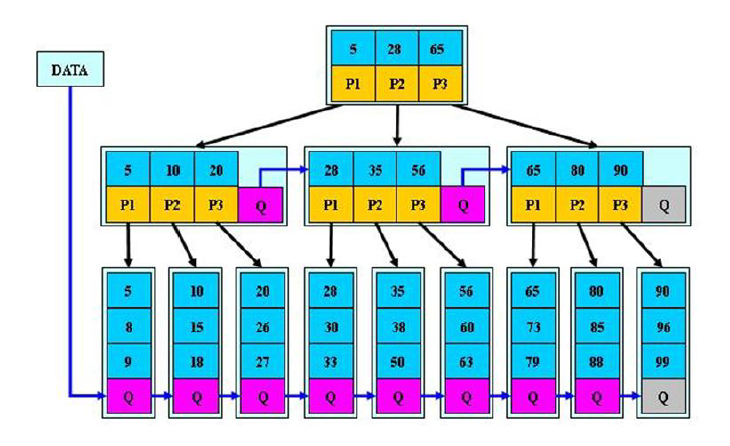 5 28 65
DATA
P1 P2 P3
5 10 20
28 35 56
65 80 90
P1 P2 P3 Q
P1 P2 P3 Q
P1 P2 P3 Q
5 10 20 28 35 56 65 80 90
8 15 26 30 38 60 73 85 96
9 18 27 33 50 63 79 88 99
Q Q Q Q Q Q Q Q Q